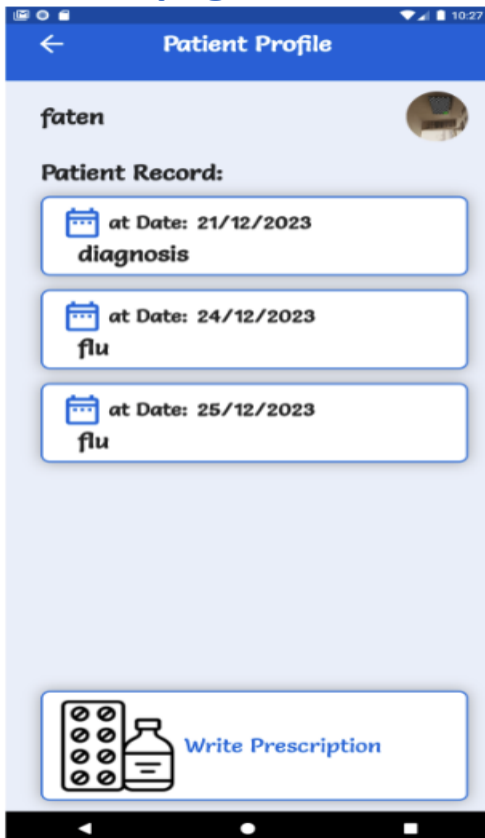 10:27
Patient Profile
faten
Patient Record:
at Date: 21/12/2023
diagnosis
at Date: 24/12/2023
flu
at Date: 25/12/2023
flu
Write Prescription